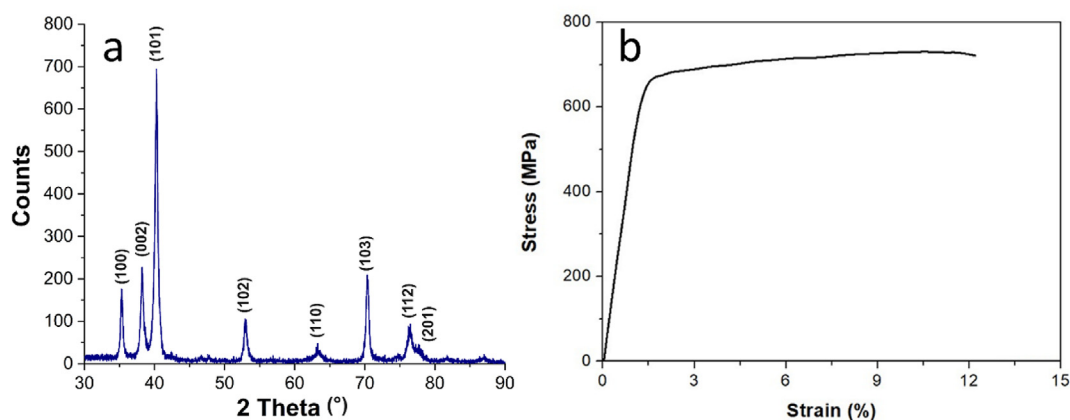 a
800
700
600
500
400
300
200
100
0
Counts
(100)
(002)
(101)
(102)
(110)
(103)
(112)
(201)
30 40 50 60 70 80 90
2 Theta (°)
b
800
600
400
200
0
Stress (MPa)
0 3 6 9 12 15
Strain (%)